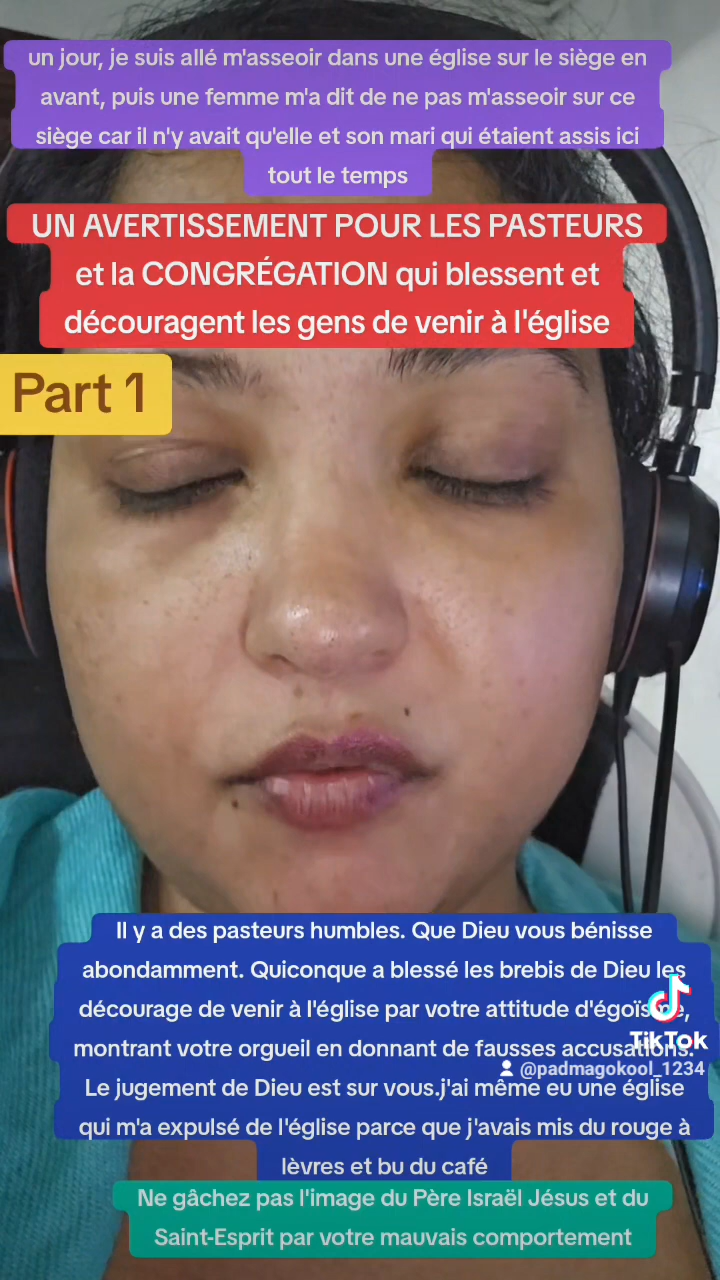 un jour, je suis allé m'asseoir dans une église sur le siège en
avant, puis une femme m'a dit de ne pas m'asseoir sur ce
siège car il n'y avait qu'elle et son mari qui étaient assis ici
tout le temps
UN AVERTISSEMENT POUR LES PASTEURS
et la CONGRÉGATION qui blessent et
découragent les gens de venir à l'église
Part 1
Il y a des pasteurs humbles. Que Dieu vous bénisse
abondamment. Quiconque a blessé les brebis de Dieu les
décourage de venir à l'église par votre attitude d'égoïsme,
montrant votre orgueil en donnant de fausses accusations.
Le jugement de Dieu est sur vous.j'ai même eu une église
qui m'a expulsé de l'église parce que j'avais mis du rouge à
lèvres et bu du café
TikTok
@padmagokool_1234
Ne gâchez pas l'image du Père Israël Jésus et du
Saint-Esprit par votre mauvais comportement